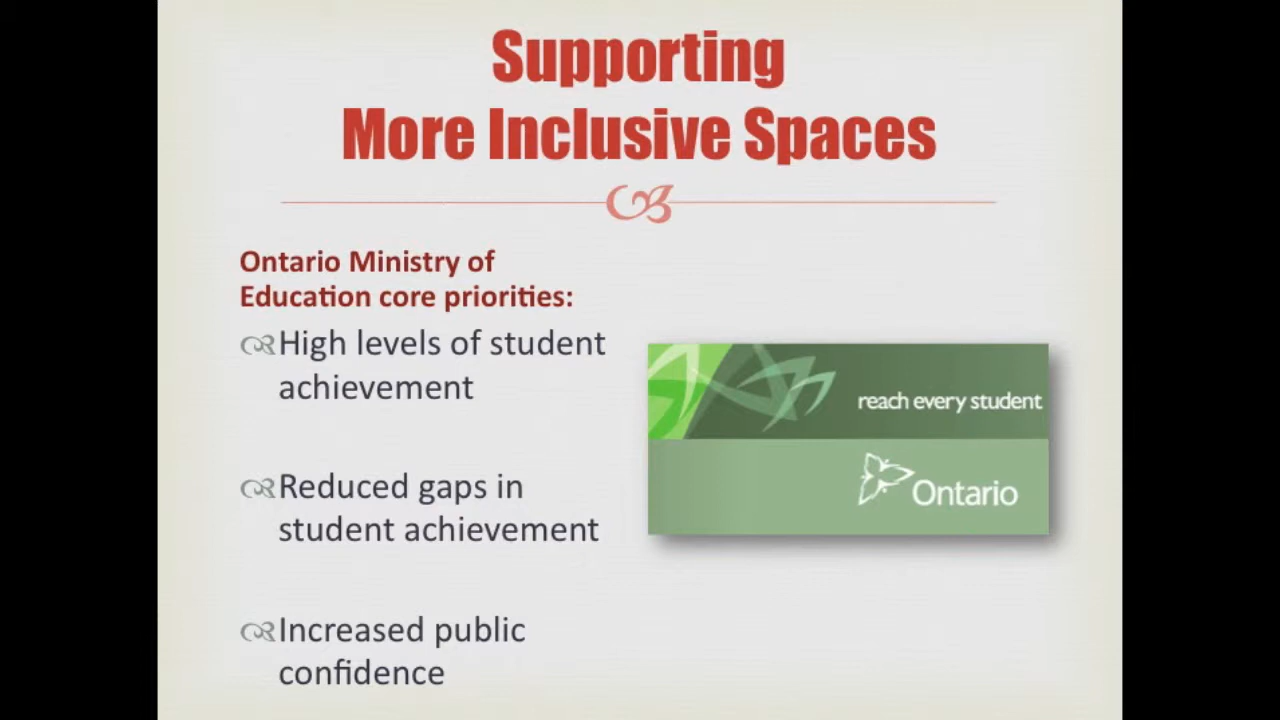 Supporting
More Inclusive Spaces
Ontario Ministry of
Education core priorities:
High levels of student
achievement
Reduced gaps in
student achievement
Increased public
confidence
reach every student
Ontario